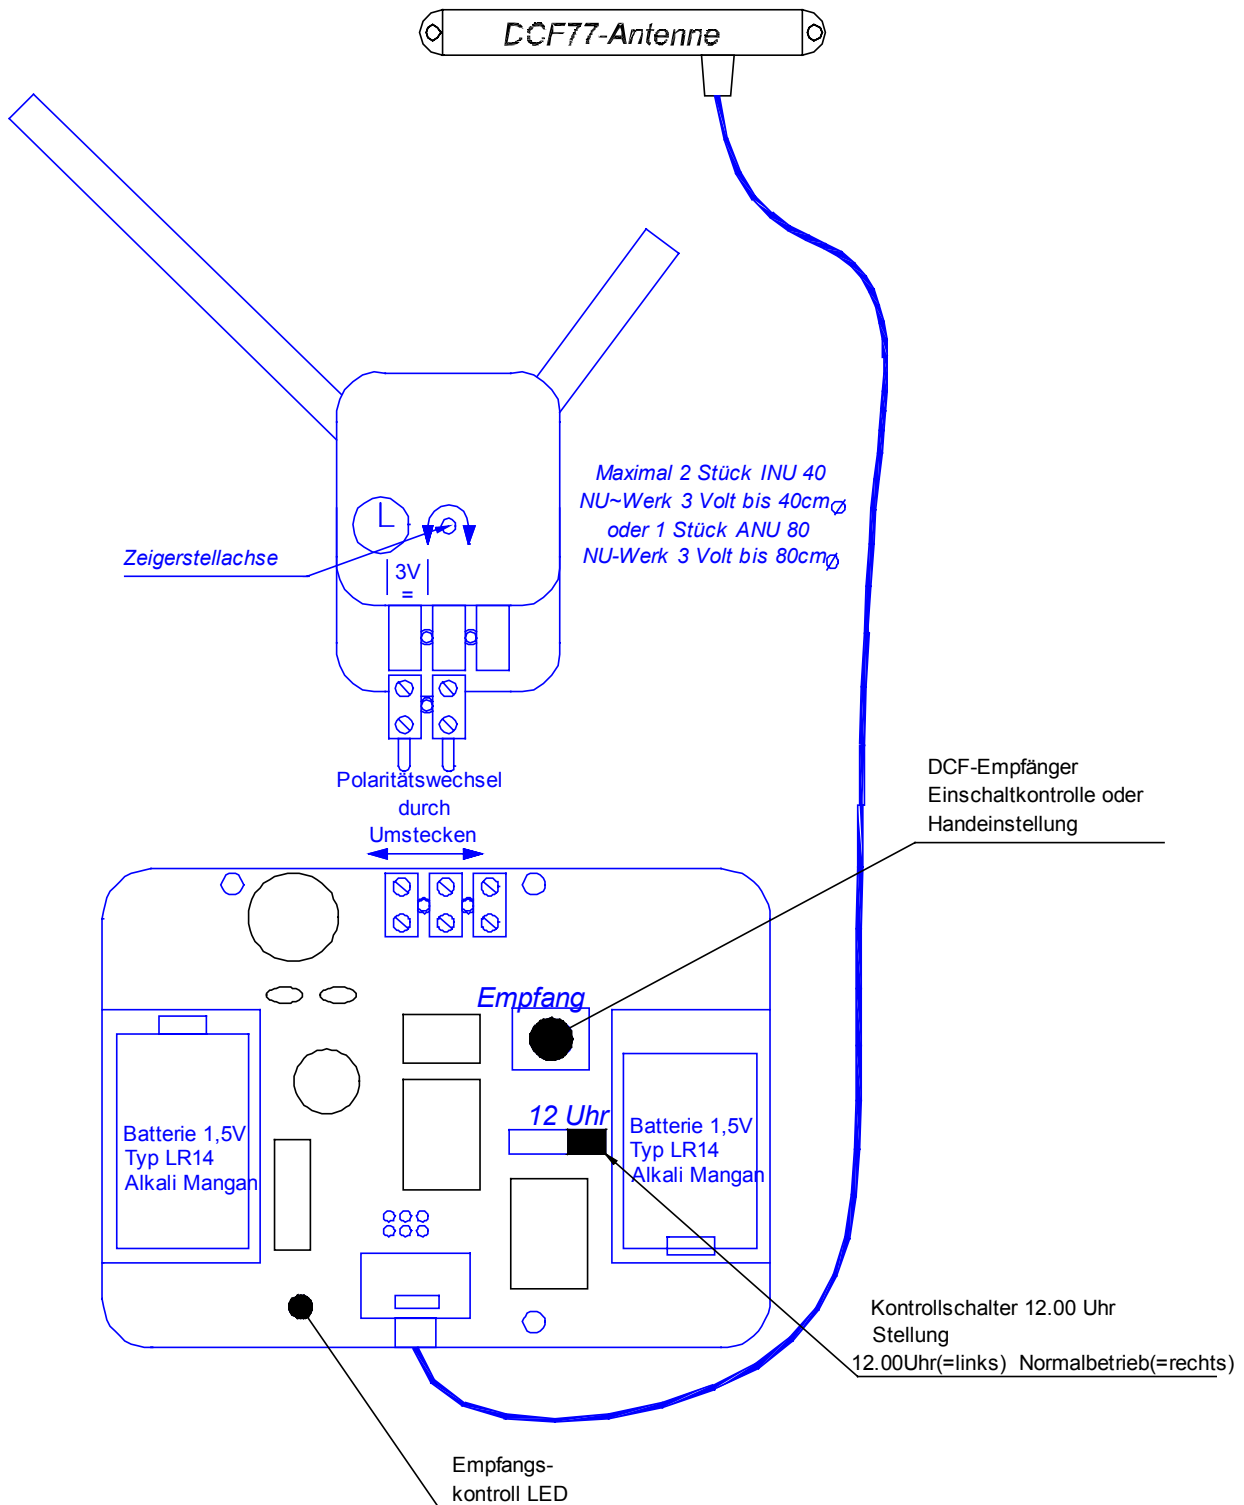 DCF77-Antenne
Maximal 2 Stück INU 40
NU~Werk 3 Volt bis 40cm∅
oder 1 Stück ANU 80
NU-Werk 3 Volt bis 80cm∅
Zeigerstellachse
3V
=
Polaritätswechsel
durch
Umstecken
DCF-Empfänger
Einschaltkontrolle oder
Handeinstellung
Empfang
12 Uhr
Batterie 1,5V
Typ LR14
Alkali Mangan
Batterie 1,5V
Typ LR14
Alkali Mangan
Kontrollschalter 12.00 Uhr
Stellung
12.00Uhr(=links) Normalbetrieb(=rechts)
Empfangs-
kontroll LED